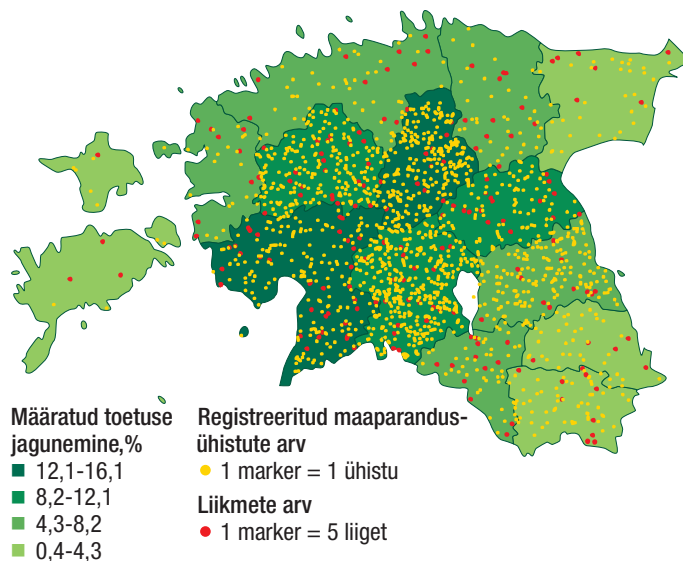 Määratud toetuse
jagunemine,%
12,1-16,1
8,2-12,1
4,3-8,2
0,4-4,3
Registreeritud maaparandus-
ühistute arv
1 marker = 1 ühistu
Liikmete arv
1 marker = 5 liiget